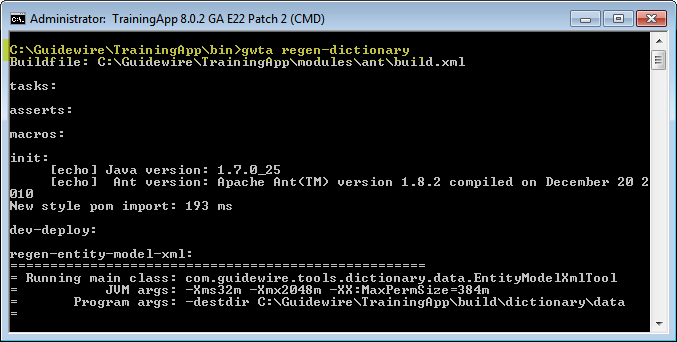 Administrator:  TrainingApp 8.0.2 GA E22 Patch 2 (CMD)
C:\Guidewire\TrainingApp\bin>gwta regen-dictionary
Buildfile: C:\Guidewire\TrainingApp\modules\ant\build.xml
tasks:
asserts:
macros:
init:
[echo] Java version: 1.7.0_25
[echo]  Ant version: Apache Ant(TM) version 1.8.2 compiled on December 20 2
010
New style pom import: 193 ms
dev-deploy:
regen-entity-model-xml:
====================================================
= Running main class: com.guidewire.tools.dictionary.data.EntityModelXmlTool
=           JVM args: -Xms32m -Xmx2048m -XX:MaxPermSize=384m
=       Program args: -destdir C:\Guidewire\TrainingApp\build\dictionary\data
=